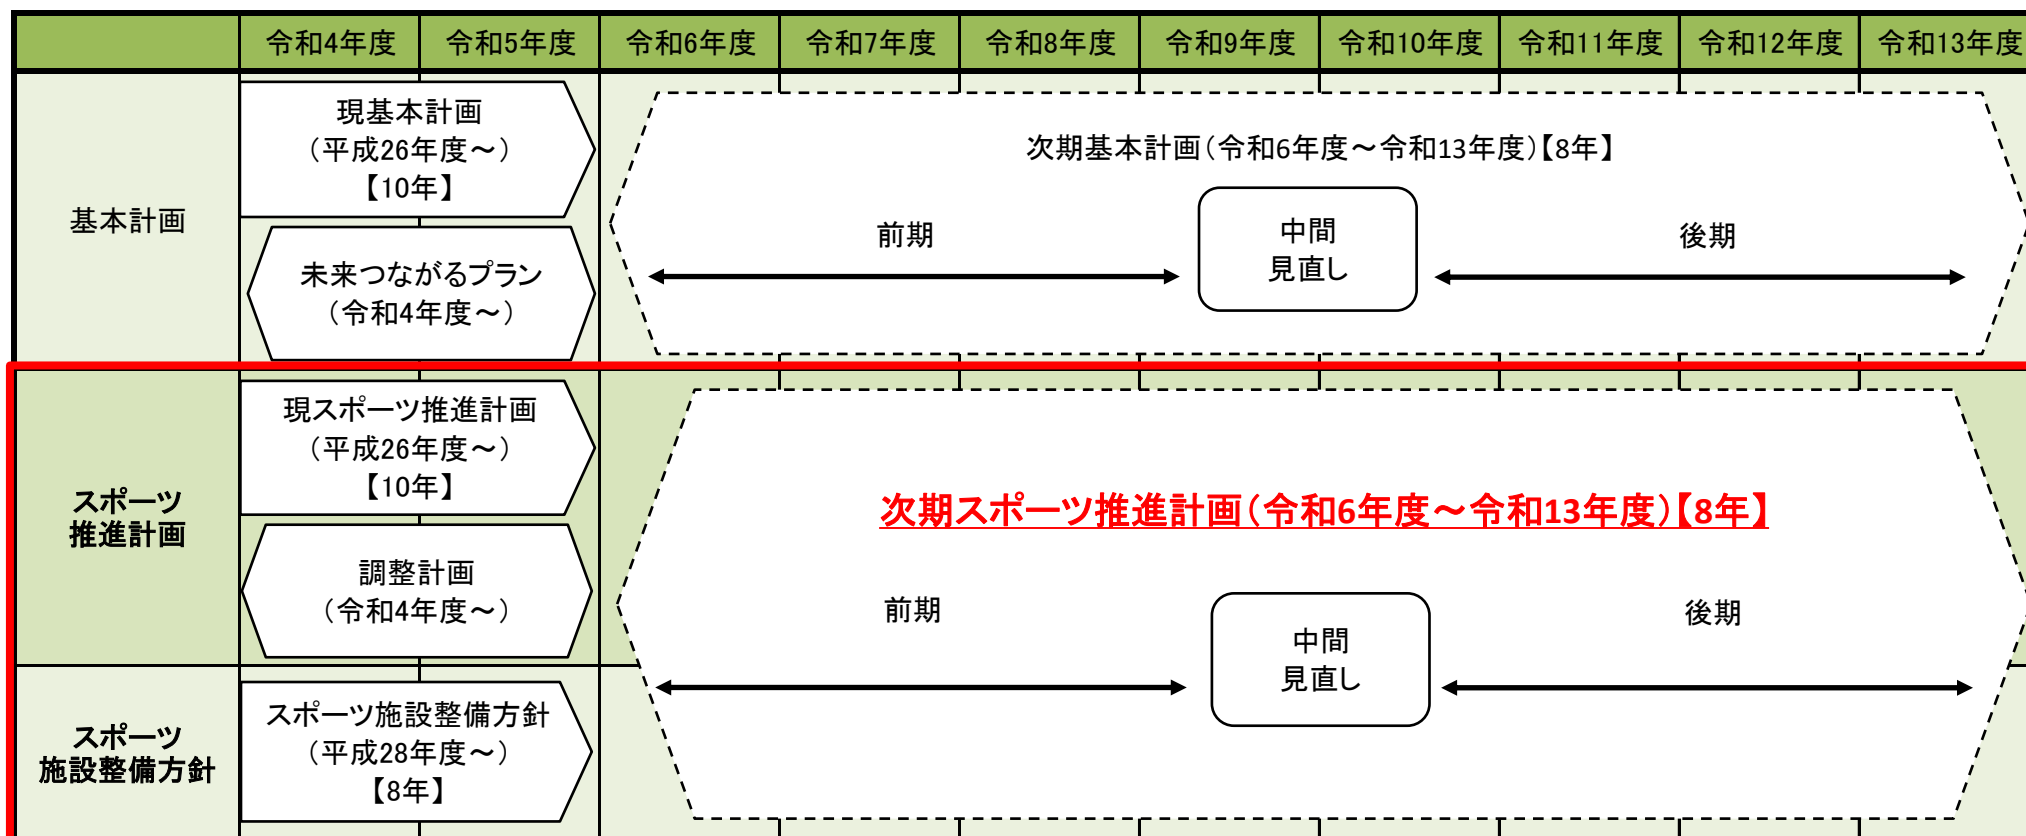 令和4年度 令和5年度 令和6年度 令和7年度 令和8年度 令和9年度 令和10年度 令和11年度 令和12年度 令和13年度
基本計画
現基本計画
（平成26年度～）
【10年】
未来つながるプラン
（令和4年度～）
次期基本計画（令和6年度～令和13年度）【8年】
前期
中間
見直し
後期
スポーツ
推進計画
現スポーツ推進計画
（平成26年度～）
【10年】
調整計画
（令和4年度～）
次期スポーツ推進計画（令和6年度～令和13年度）【8年】
前期
中間
見直し
後期
スポーツ
施設整備方針
スポーツ施設整備方針
（平成28年度～）
【8年】